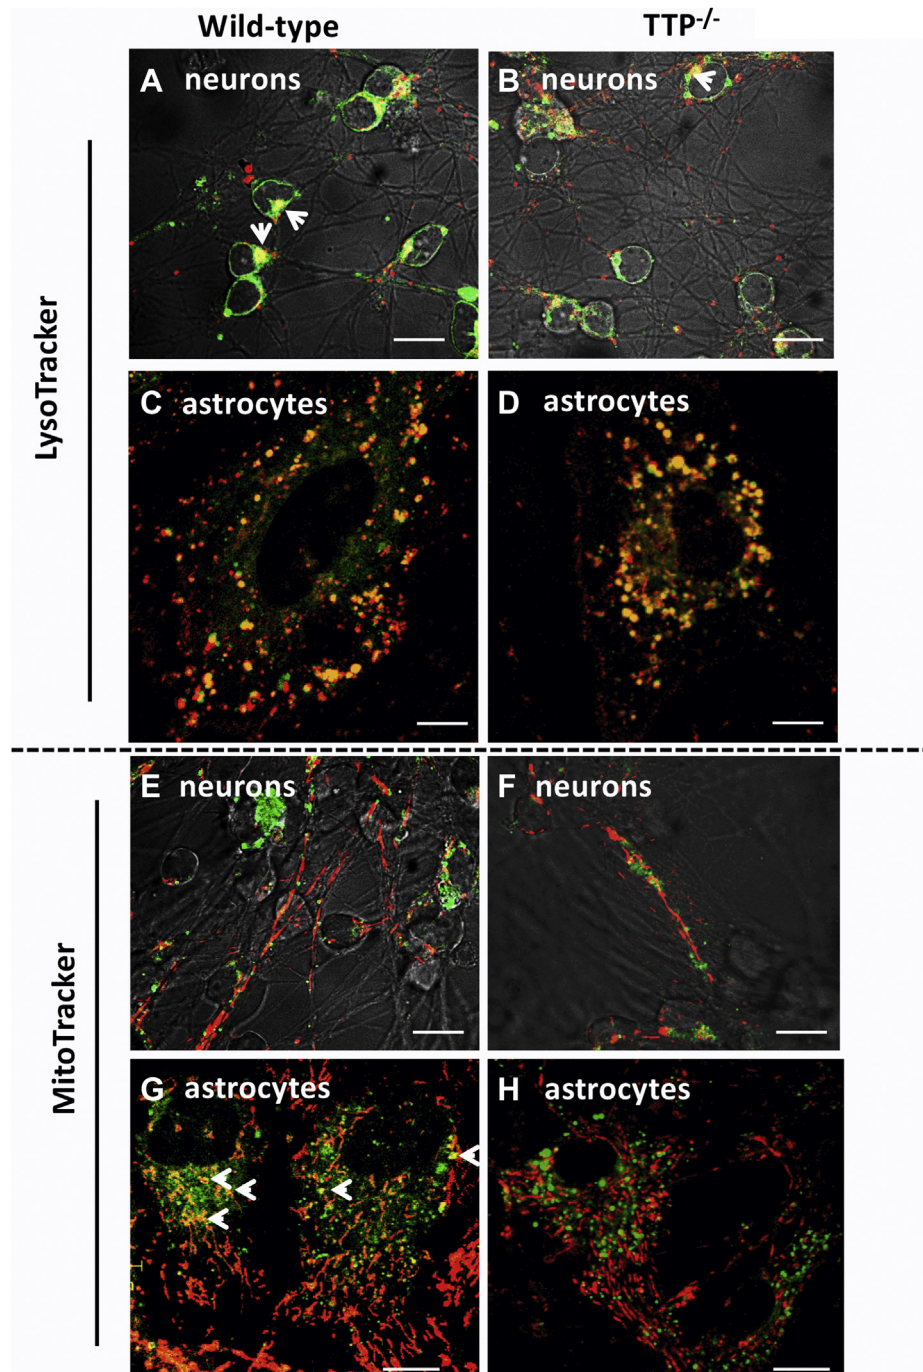 Wild-type
TTP-/-
LysoTracker
A neurons
B neurons
C astrocytes
D astrocytes
MitoTracker
E neurons
F neurons
G astrocytes
H astrocytes